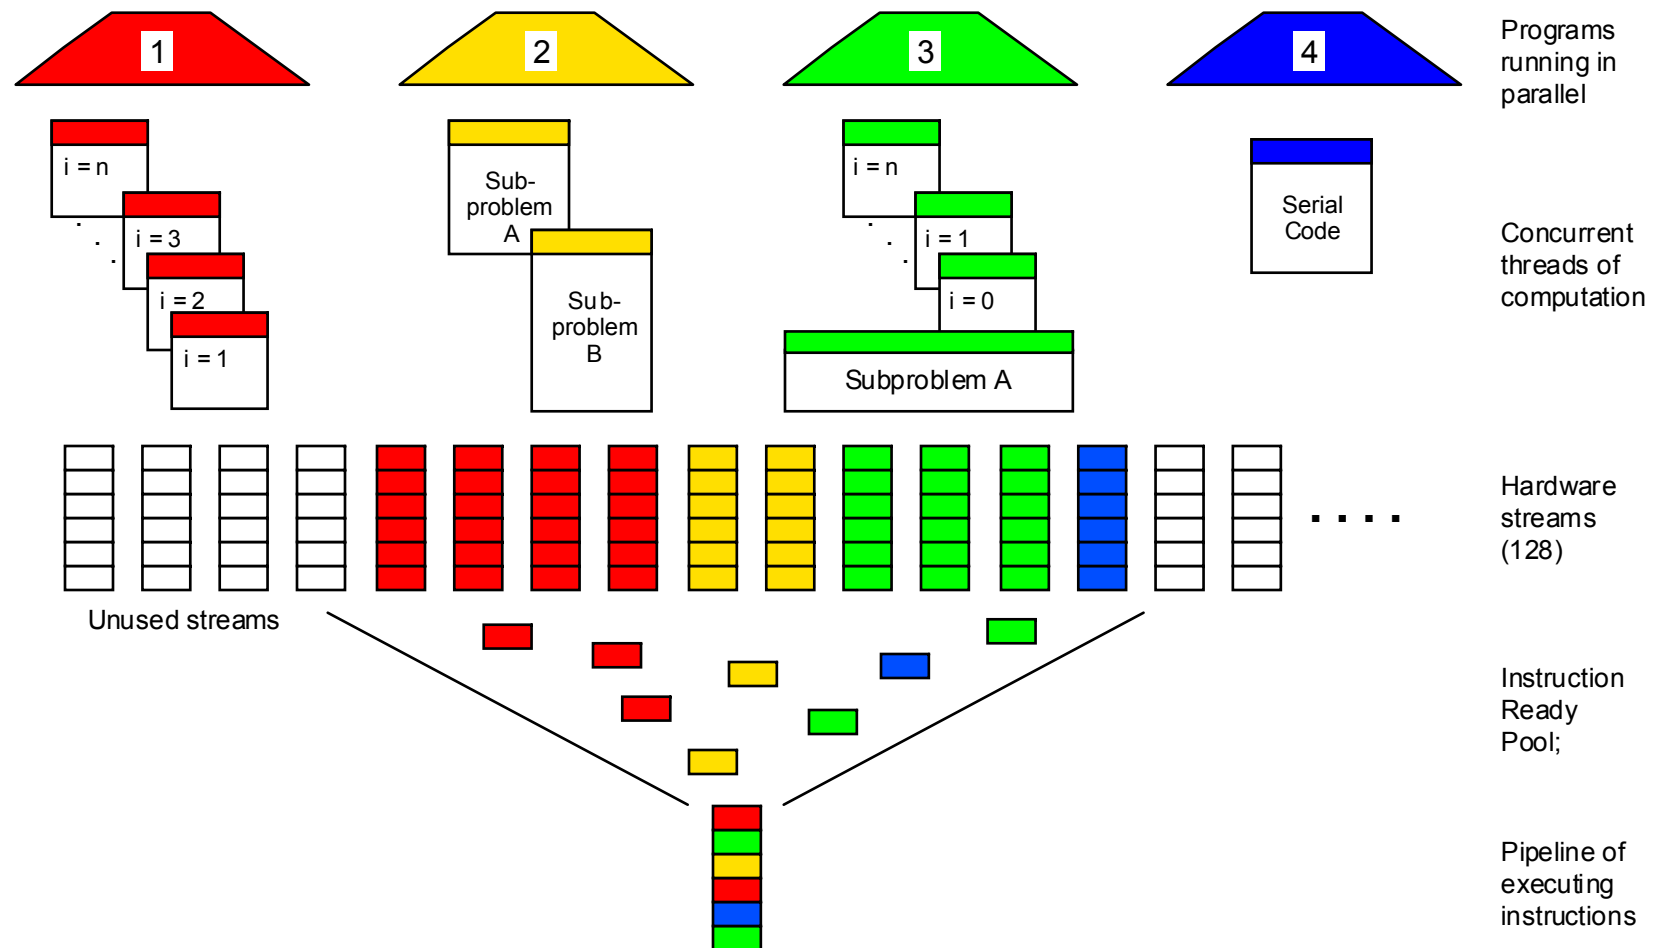 1
2
3
4
Programs
running in
parallel
i = n
i = 3
i = 2
i = 1
Sub-
problem
A
Sub-
problem
B
i = n
i = 1
i = 0
Subproblem A
Serial
Code
Concurrent
threads of
computation
Hardware
streams
(128)
Unused streams
Instruction
Ready
Pool;
Pipeline of
executing
instructions